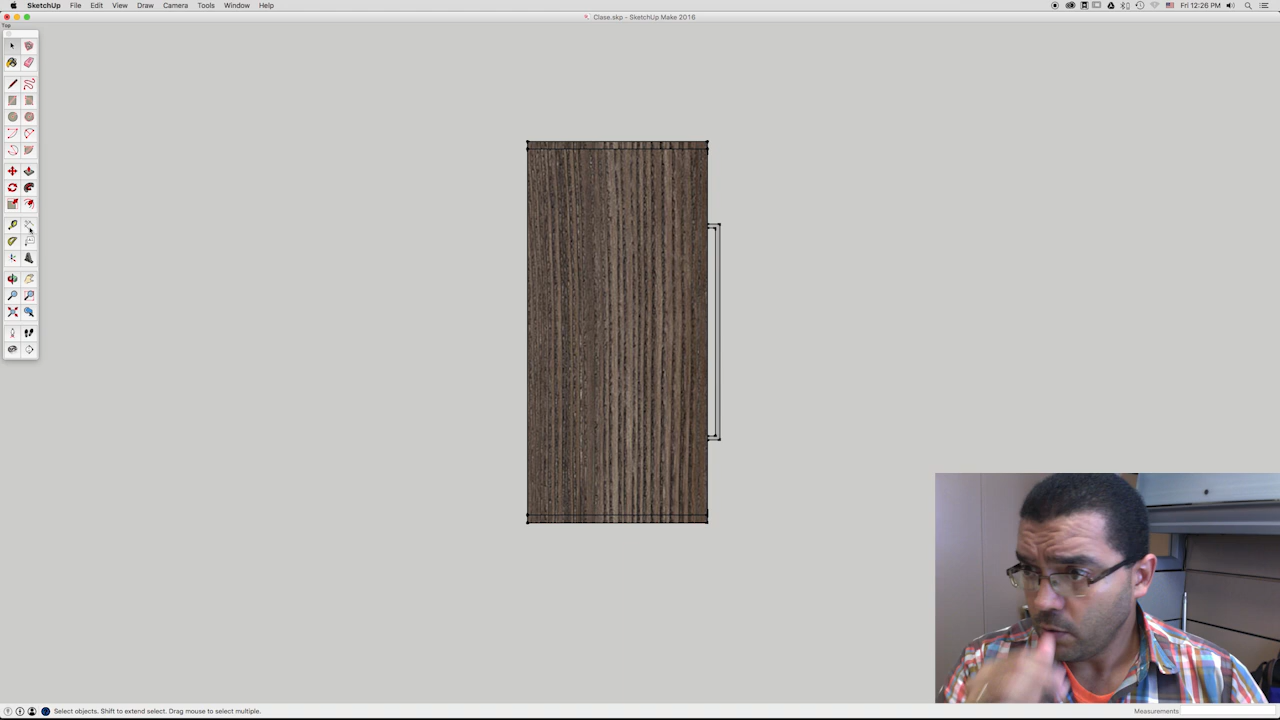 SketchUp File Edit View Draw Camera Tools Window Help Fri 12:26 PM
Clase.skp - SketchUp Make 2016
Top
Select objects. Shift to extend select. Drag mouse to select multiple.
Measurements